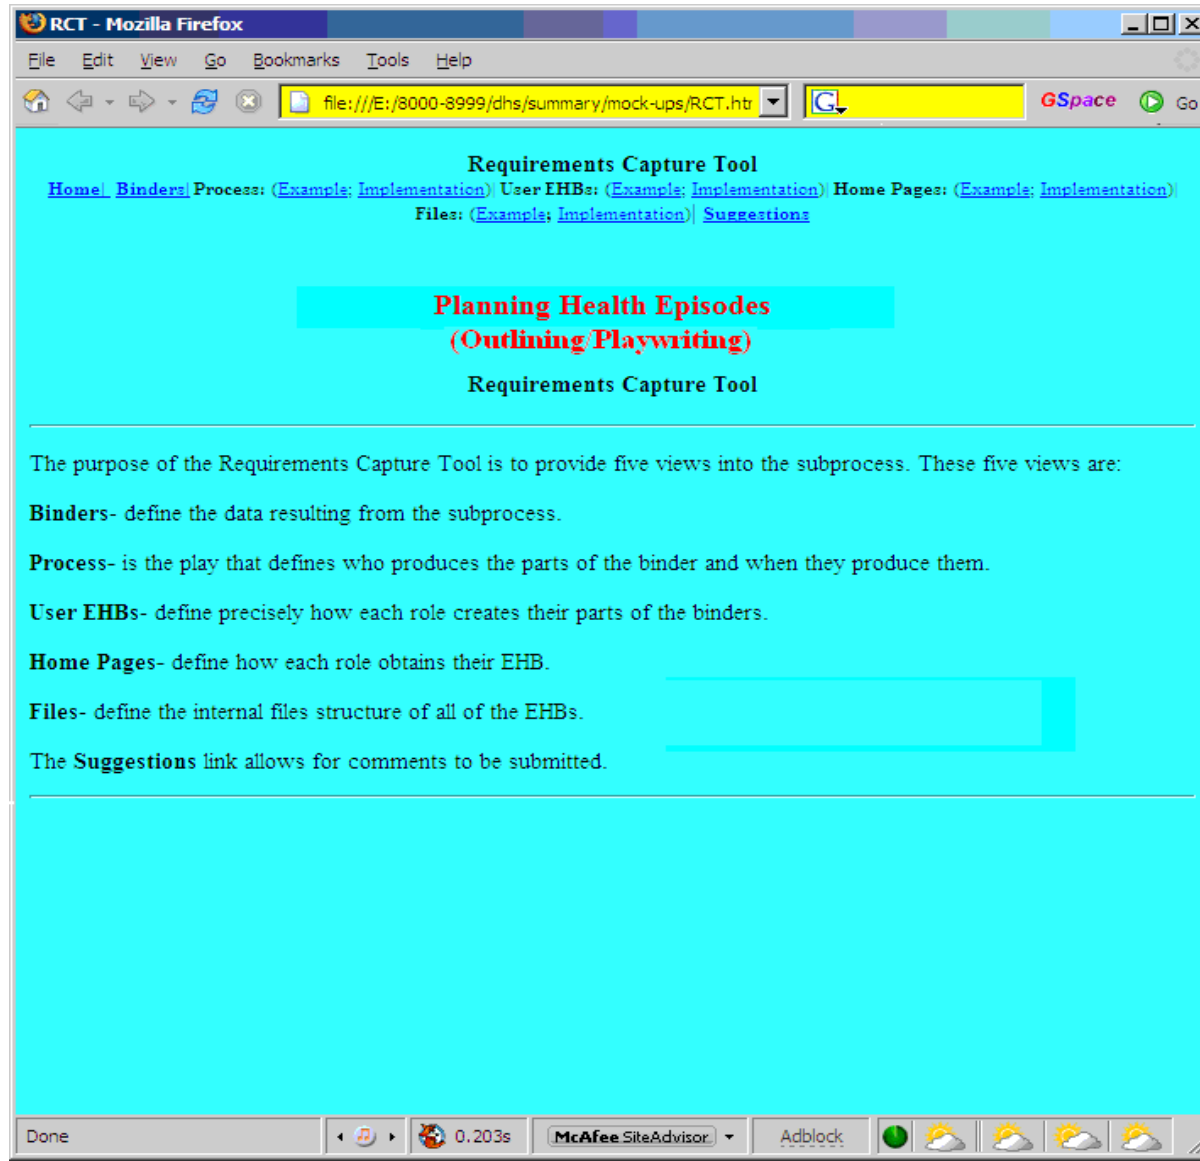 RCT - Mozilla Firefox
File Edit View Go Bookmarks Tools Help
file:///E:/8000-8999/dhs/summary/mock-ups/RCT.htr G GSpace Go
Requirements Capture Tool
Home| Binders| Process: (Example; Implementation)| User EHBs: (Example; Implementation)| Home Pages: (Example; Implementation)|
Files: (Example; Implementation)| Suggestions
Planning Health Episodes
(Outlining/Playwriting)
Requirements Capture Tool
The purpose of the Requirements Capture Tool is to provide five views into the subprocess. These five views are:
Binders- define the data resulting from the subprocess.
Process- is the play that defines who produces the parts of the binder and when they produce them.
User EHBs- define precisely how each role creates their parts of the binders.
Home Pages- define how each role obtains their EHB.
Files- define the internal files structure of all of the EHBs.
The Suggestions link allows for comments to be submitted.
Done 0.203s McAfee SiteAdvisor Adblock